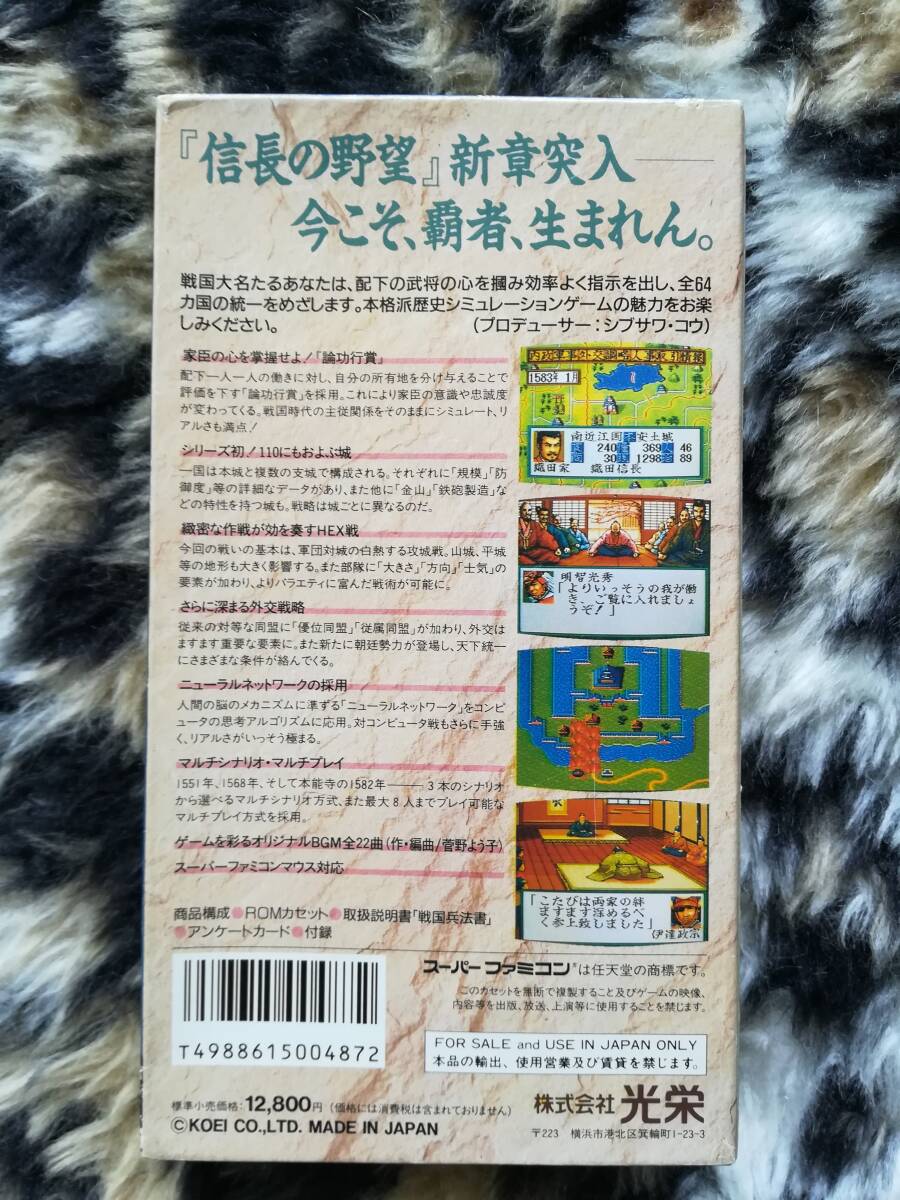 『信長の野望』新章突入――
今こそ、覇者、生まれん。
戦国大名たるあなたは、配下の武将の心を摑み効率よく指示を出し、全64
カ国の統一をめざします。本格派歴史シミュレーションゲームの魅力をお楽
しみください。 (プロデューサー:シブサワ・コウ)
家臣の心を掌握せよ!「論功行賞」
配下一人一人の働きに対し、自分の所有地を分け与えることで
評価を下す「論功行賞」を採用。これにより家臣の意識や忠誠度
が変わってくる。戦国時代の主従関係をそのままにシミュレート、リ
アルさも満点!
シリーズ初!110にもおよぶ城
一国は本城と複数の支城で構成される。それぞれに「規模」「防
御度」等の詳細なデータがあり、また他に「金山」「鉄砲製造」な
どの特性を持つ城も。戦略は城ごとに異なるのだ。
緻密な作戦が効を奏すHEX戦
今回の戦いの基本は、軍団対城の白熱する攻城戦。山城、平城
等の地形も大きく影響する。また部隊に「大きさ」「方向」「士気」の
要素が加わり、よりバラエティに富んだ戦術が可能に。
さらに深まる外交戦略
従来の対等な同盟に「優位同盟」「従属同盟」が加わり、外交は
ますます重要な要素に。また新たに朝廷勢力が登場し、天下統一
にさまざまな条件が絡んでくる。
ニューラルネットワークの採用
人間の脳のメカニズムに準ずる「ニューラルネットワーク」をコンピ
ュータの思考アルゴリズムに応用。対コンピュータ戦もさらに手強
く、リアルさがいっそう極まる。
マルチシナリオ・マルチプレイ
1551年、1568年、そして本能寺の1582年――3本のシナリオ
から選べるマルチシナリオ方式、また最大8人までプレイ可能な
マルチプレイ方式を採用。
ゲームを彩るオリジナルBGM全22曲(作・編曲/菅野よう子)
スーパーファミコンマウス対応
1583年 1月
南近江国 安土城
240 369 46
30 1298 89
織田家 織田信長
明智光秀
「よりいっそうの我が働
き、ご覧に入れましょ
うぞ!」
「こたびは両家の絆
ますます深めるべ
く参上致しました」
伊達政宗
商品構成●ROMカセット●取扱説明書「戦国兵法書」
●アンケートカード●付録
スーパーファミコン®は任天堂の商標です。
このカセットを無断で複製すること及びゲームの映像、
内容等を出版、放送、上演等に使用することを禁じます。
T4988615004872
FOR SALE and USE IN JAPAN ONLY
本品の輸出、使用営業及び賃貸を禁じます。
標準小売価格:12,800円(価格には消費税は含まれておりません)
©KOEI CO.,LTD. MADE IN JAPAN
株式会社 光栄
〒223 横浜市港北区箕輪町1-23-3